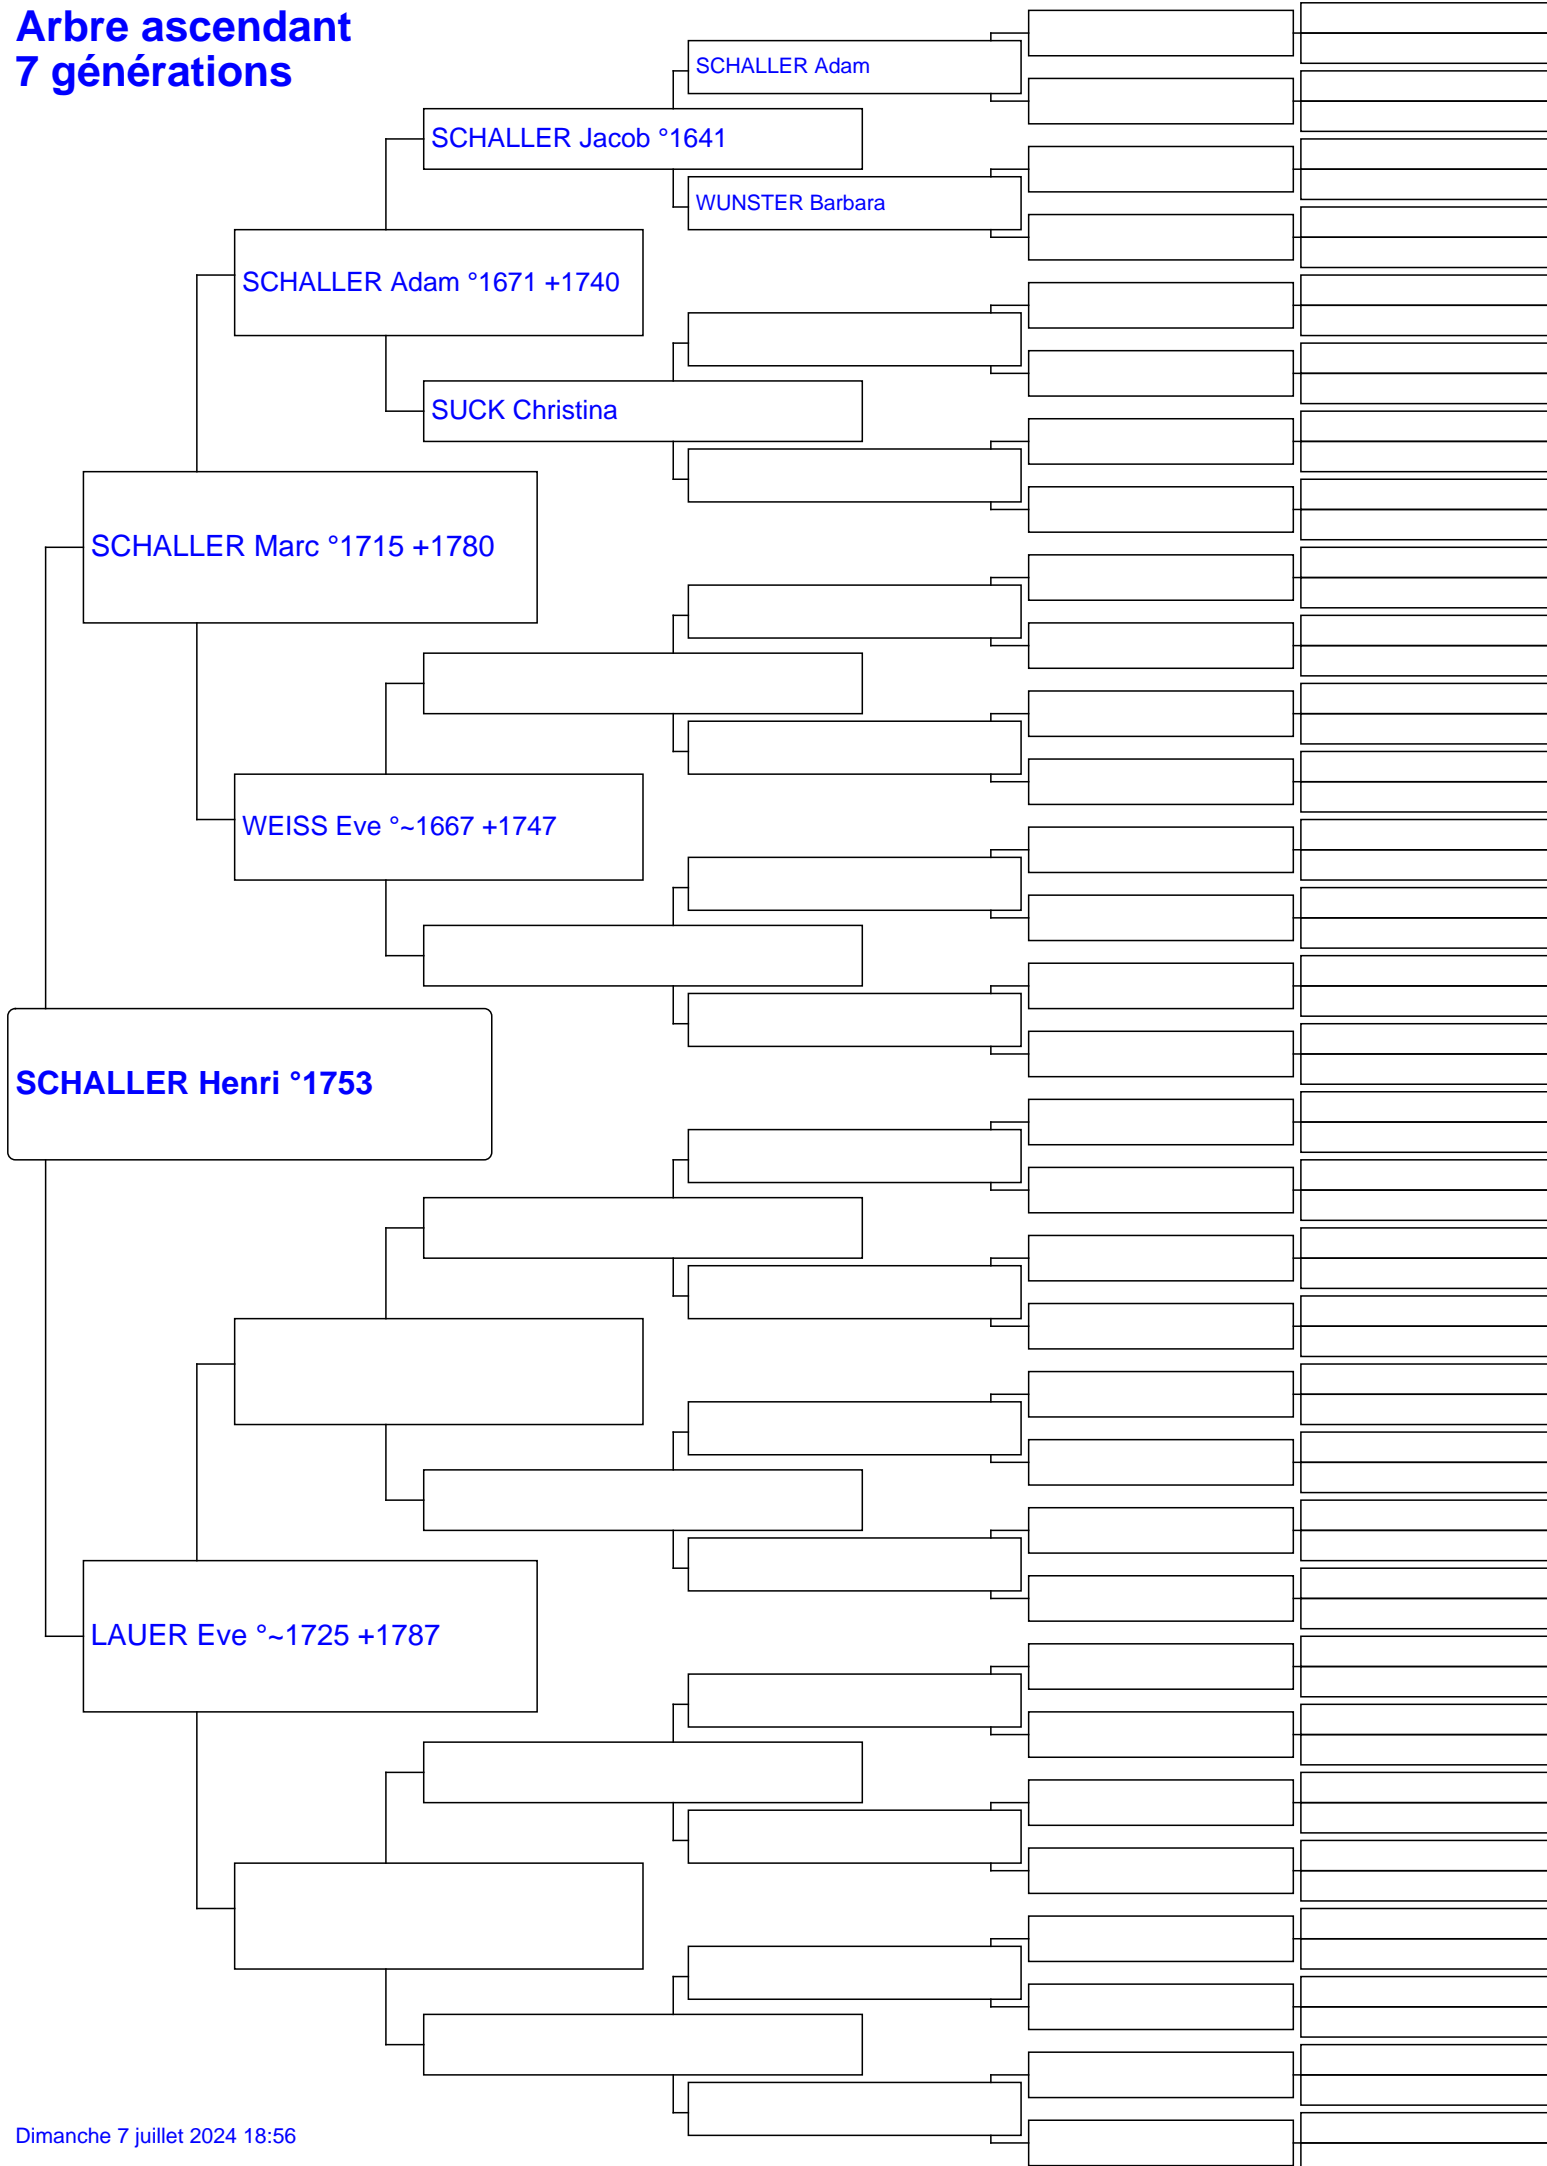 Arbre ascendant
7 générations
SCHALLER Adam
SCHALLER Jacob °1641
WUNSTER Barbara
SCHALLER Adam °1671 +1740
SUCK Christina
SCHALLER Marc °1715 +1780
WEISS Eve °~1667 +1747
SCHALLER Henri °1753
LAUER Eve °~1725 +1787
Dimanche 7 juillet 2024 18:56